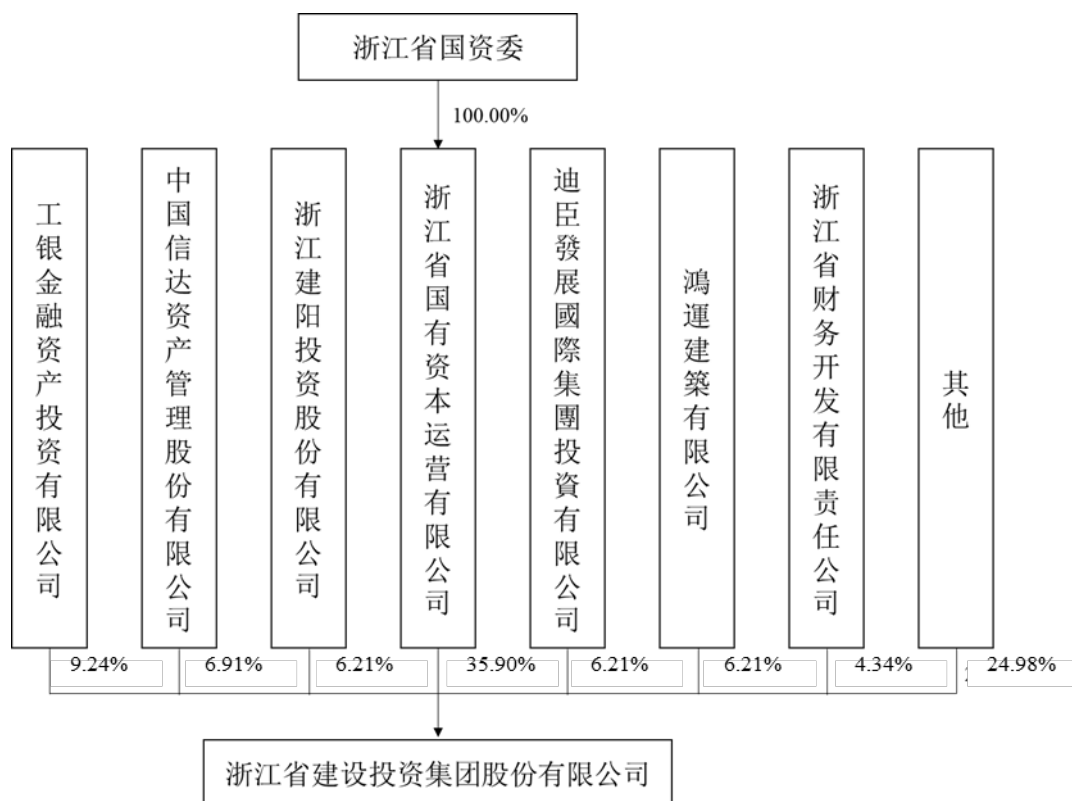 浙江省国资委
100.00%
工银金融资产投资有限公司
中国信达资产管理股份有限公司
浙江建阳投资股份有限公司
浙江省国有资本运营有限公司
迪臣發展國際集團投資有限公司
鴻運建築有限公司
浙江省财务开发有限责任公司
其他
9.24%
6.91%
6.21%
35.90%
6.21%
6.21%
4.34%
24.98%
浙江省建设投资集团股份有限公司